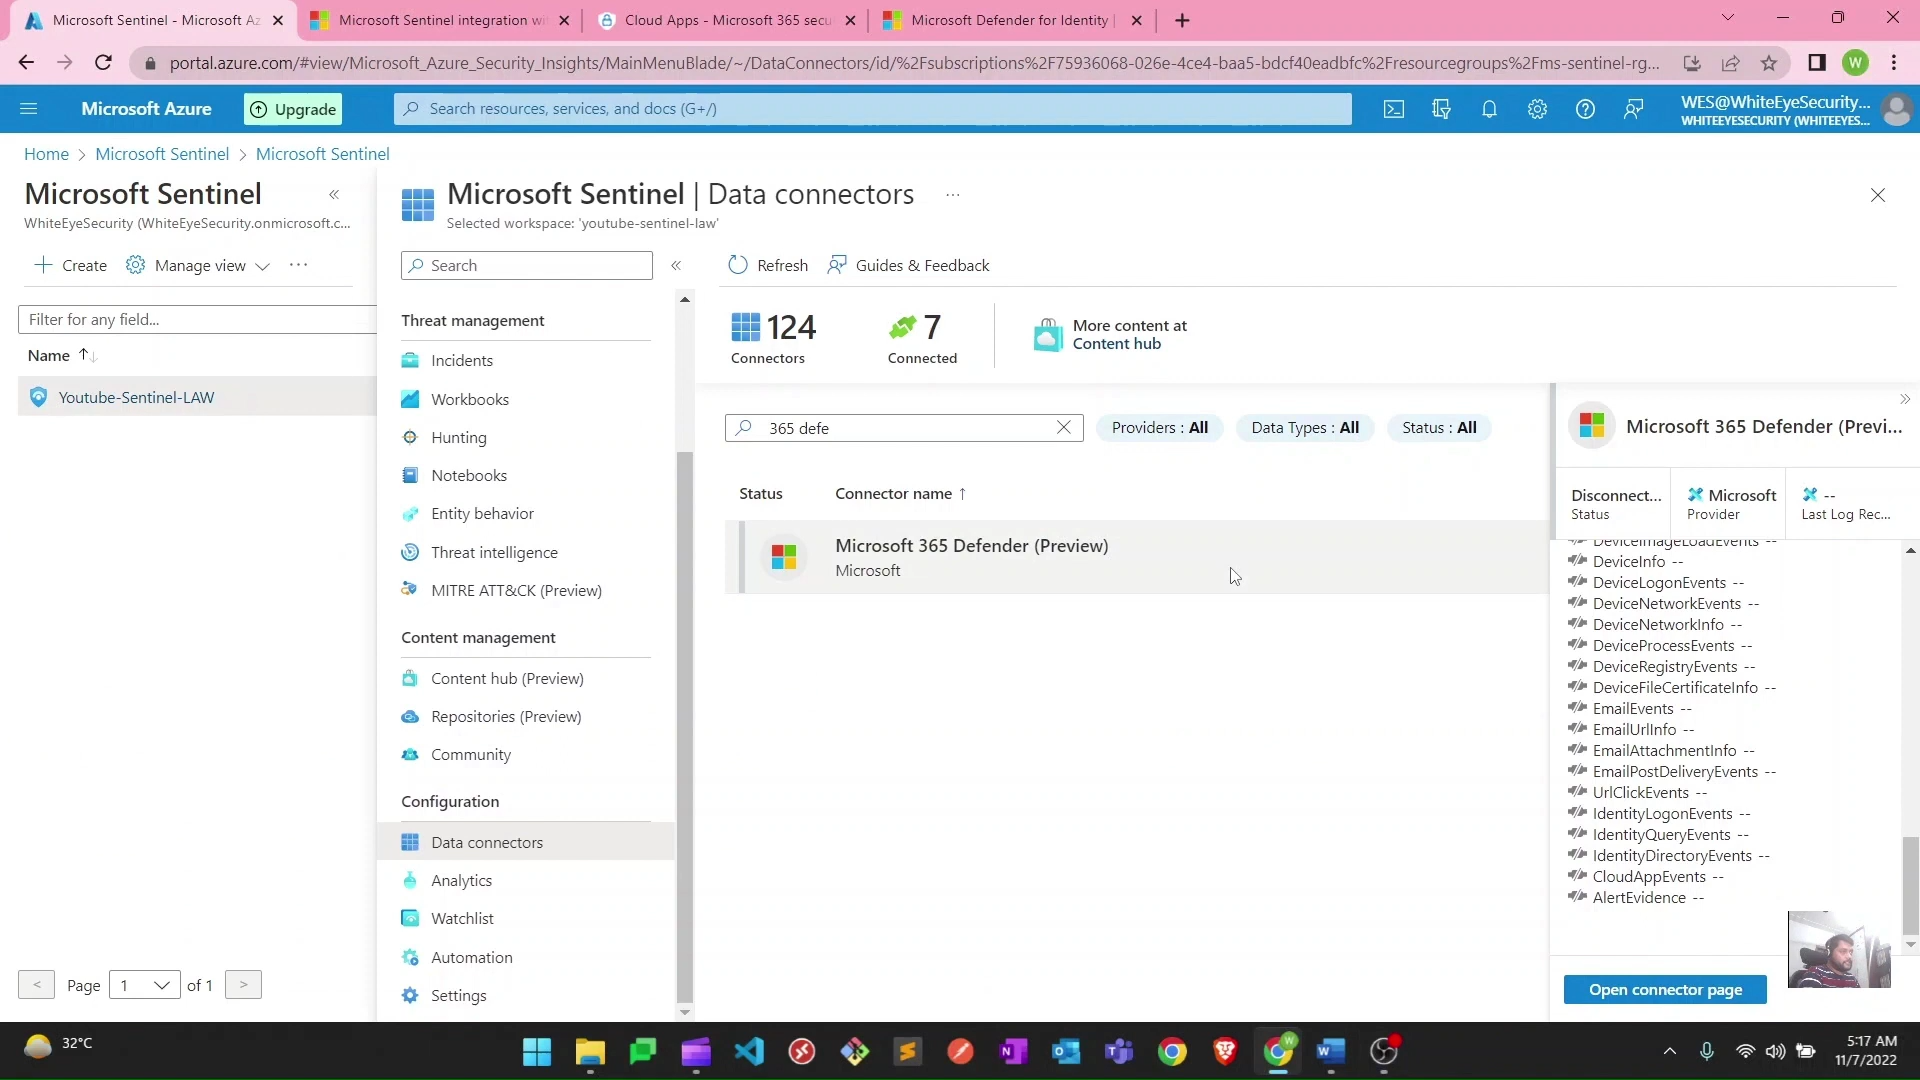 Microsoft Sentinel - Microsoft Az
Microsoft Sentinel integration wi
Cloud Apps - Microsoft 365 secu
Microsoft Defender for Identity |
portal.azure.com/#view/Microsoft_Azure_Security_Insights/MainMenuBlade/~/DataConnectors/id/%2Fsubscriptions%2F75936068-026e-4ce4-baa5-bdcf40eadbfc%2Fresourcegroups%2Fms-sentinel-rg...
W
Microsoft Azure
Upgrade
Search resources, services, and docs (G+/)
WES@WhiteEyeSecurity...
WHITEEYESECURITY (WHITEEYES...
Home > Microsoft Sentinel > Microsoft Sentinel
Microsoft Sentinel
WhiteEyeSecurity (WhiteEyeSecurity.onmicrosoft.c...
Create
Manage view
Filter for any field...
Name
Youtube-Sentinel-LAW
< Page 1 of 1 >
Microsoft Sentinel | Data connectors
Selected workspace: 'youtube-sentinel-law'
Search
Threat management
Incidents
Workbooks
Hunting
Notebooks
Entity behavior
Threat intelligence
MITRE ATT&CK (Preview)
Content management
Content hub (Preview)
Repositories (Preview)
Community
Configuration
Data connectors
Analytics
Watchlist
Automation
Settings
Refresh
Guides & Feedback
124
Connectors
7
Connected
More content at
Content hub
365 defe
Providers : All
Data Types : All
Status : All
Status
Connector name ↑
Microsoft 365 Defender (Preview)
Microsoft
Microsoft 365 Defender (Previ...
Disconnect...
Status
Microsoft
Provider
--
Last Log Rec...
DeviceImageLoadEvents --
DeviceInfo --
DeviceLogonEvents --
DeviceNetworkEvents --
DeviceNetworkInfo --
DeviceProcessEvents --
DeviceRegistryEvents --
DeviceFileCertificateInfo --
EmailEvents --
EmailUrlInfo --
EmailAttachmentInfo --
EmailPostDeliveryEvents --
UrlClickEvents --
IdentityLogonEvents --
IdentityQueryEvents --
IdentityDirectoryEvents --
CloudAppEvents --
AlertEvidence --
Open connector page
32°C
5:17 AM
11/7/2022